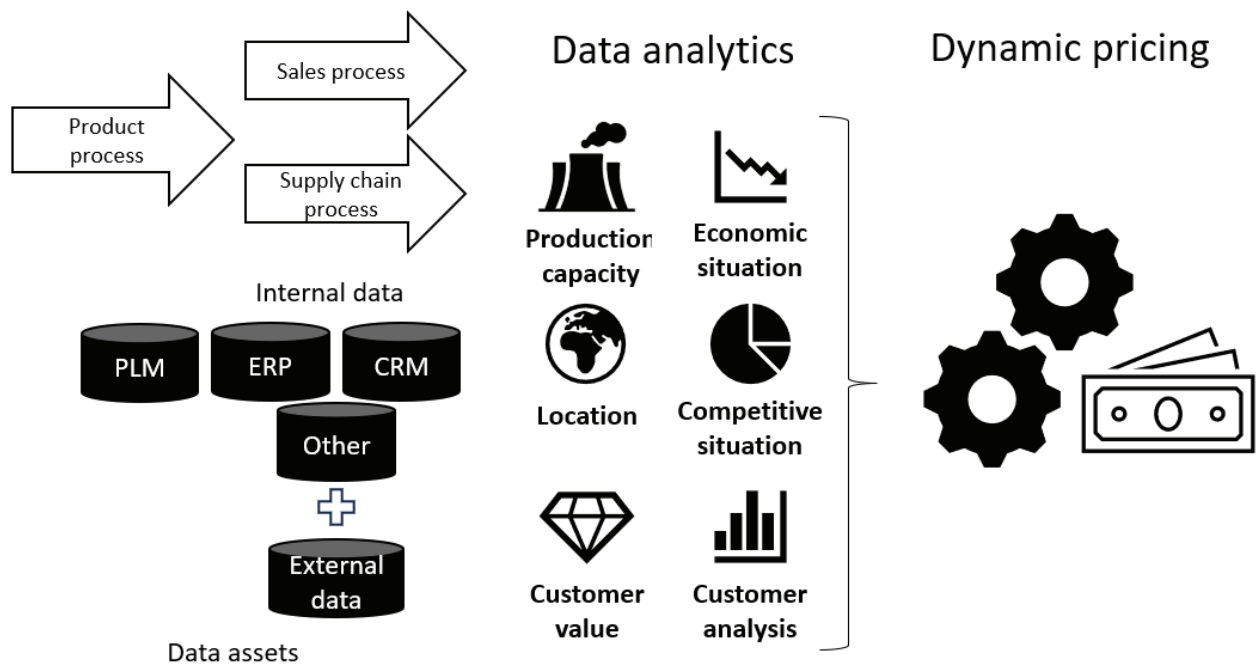 Product
process
Sales process
Supply chain
process
Internal data
PLM
ERP
CRM
Other
External
data
Data assets
Data analytics
Production
capacity
Economic
situation
Location
Competitive
situation
Customer
value
Customer
analysis
Dynamic pricing